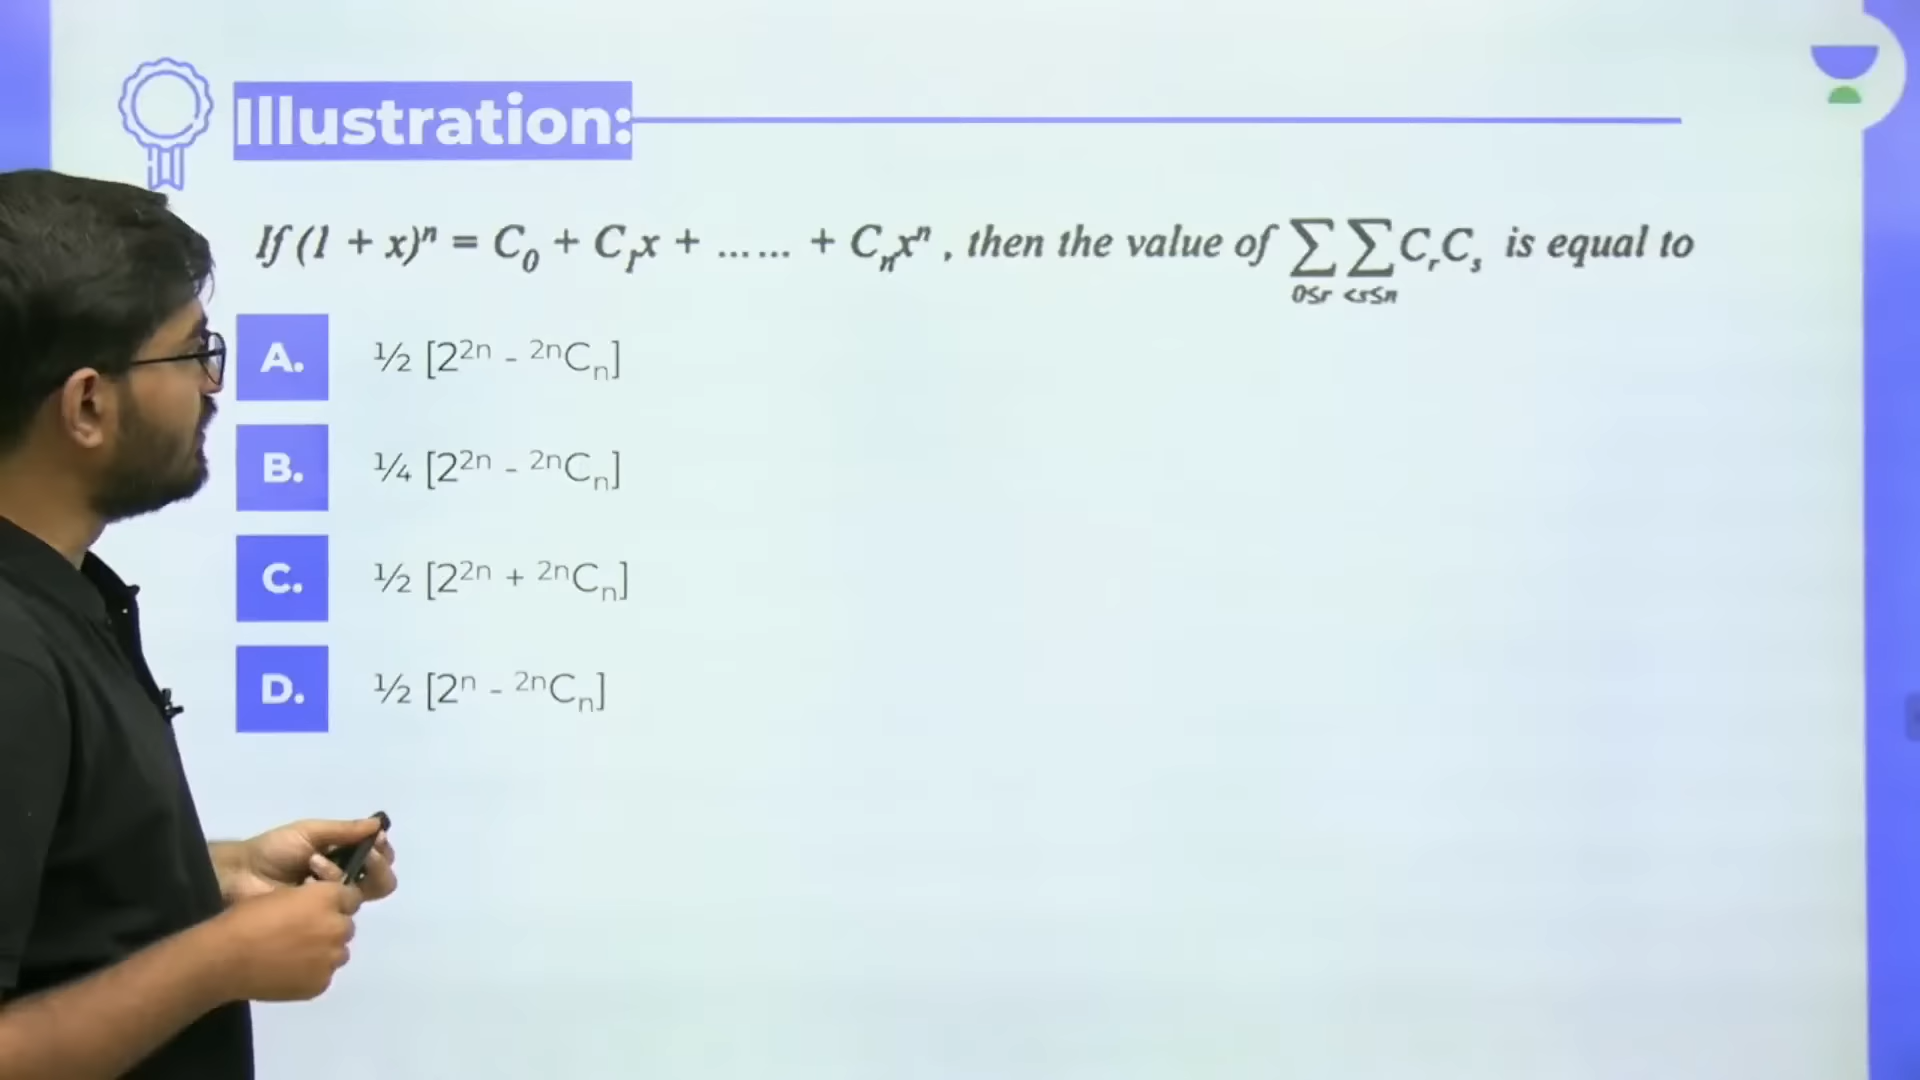 Illustration:
If (1 + x)ⁿ = C₀ + C₁x + ...... + Cₙxⁿ , then the value of ∑∑CᵣCₛ is equal to
0≤r <s≤n
A. ½ [2²ⁿ - ²ⁿCₙ]
B. ¼ [2²ⁿ - ²ⁿCₙ]
C. ½ [2²ⁿ + ²ⁿCₙ]
D. ½ [2ⁿ - ²ⁿCₙ]